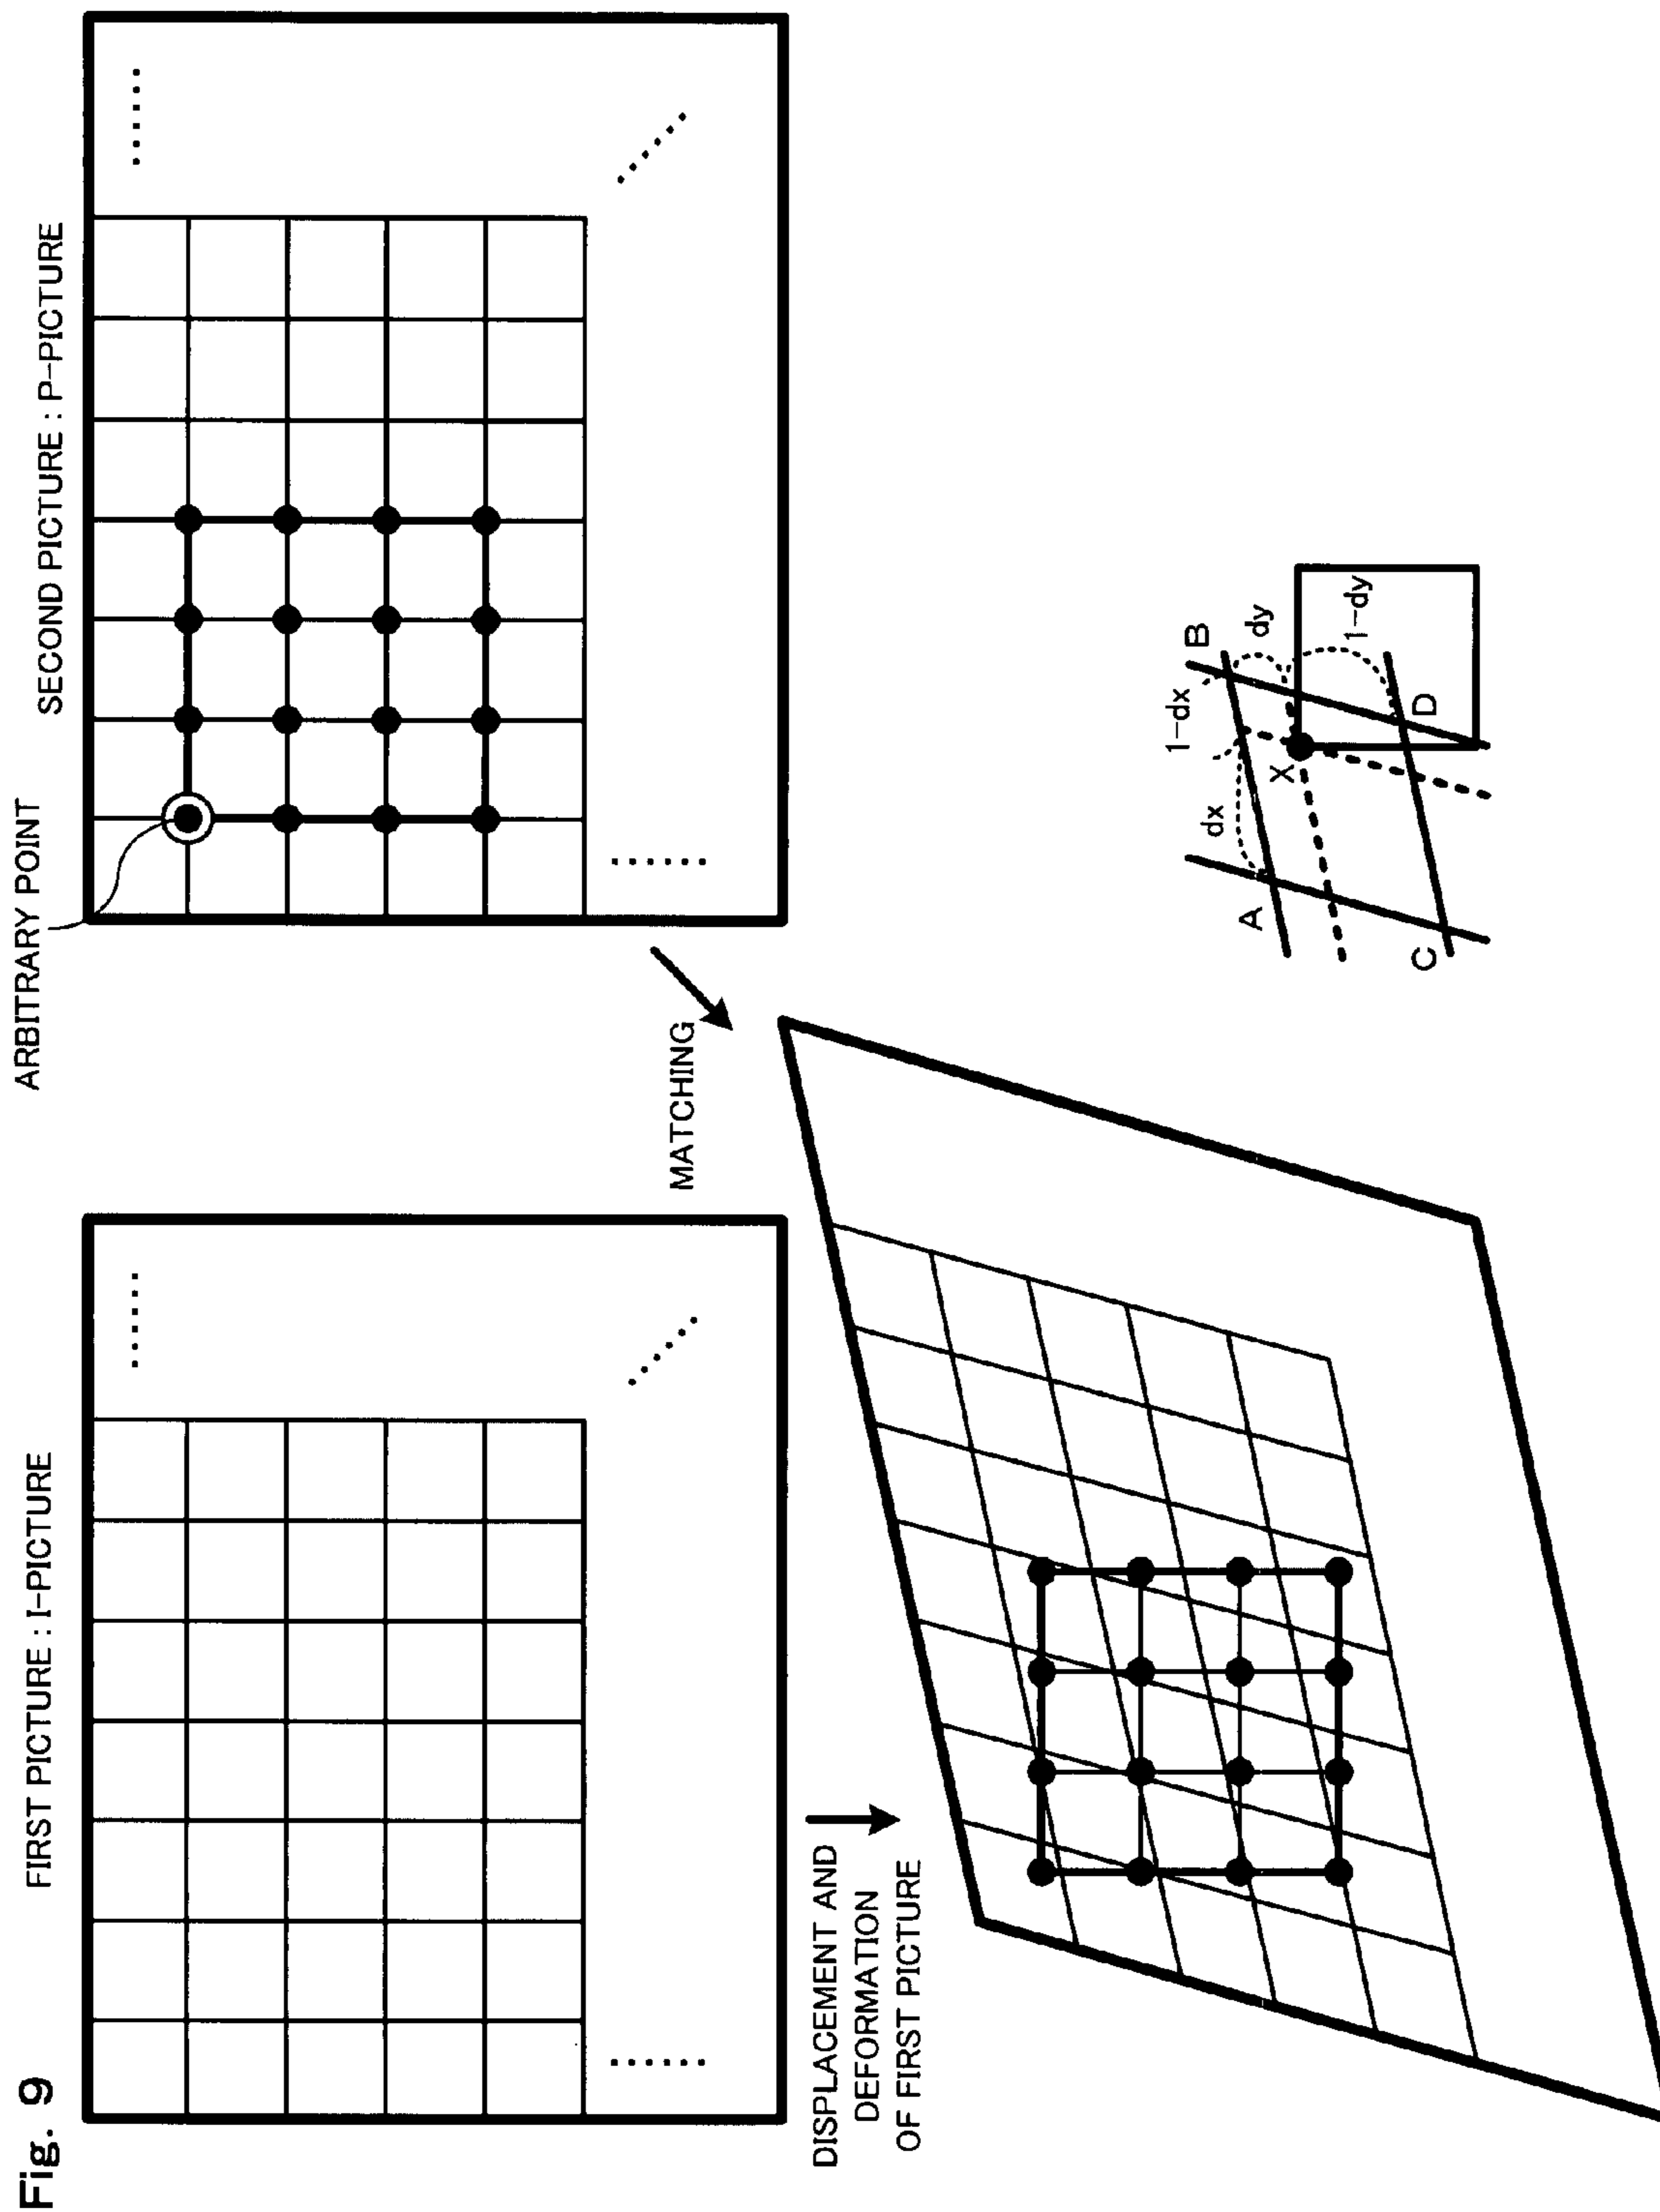 Fig. 9
FIRST PICTURE : I-PICTURE
ARBITRARY POINT
SECOND PICTURE : P-PICTURE
DISPLACEMENT AND
DEFORMATION
OF FIRST PICTURE
MATCHING
A
B
C
D
X
dx
1-dx
dy
1-dy